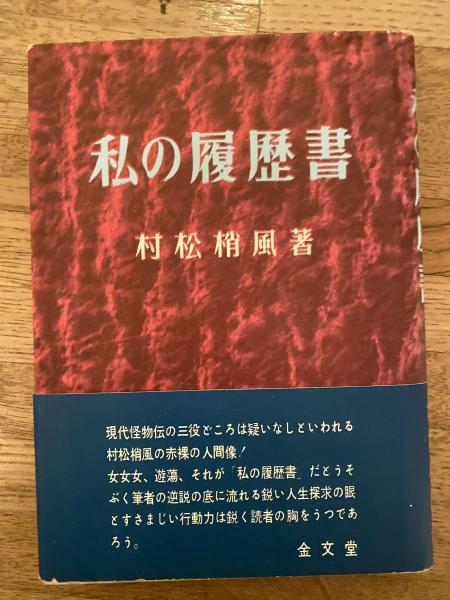 私の履歴書
村松梢風著
現代怪物伝の三役どころは疑いなしといわれる
村松梢風の赤裸の人間像!
女女女、遊蕩、それが「私の履歴書」だとうそ
ぶく筆者の逆説の底に流れる鋭い人生探求の眼
とすさまじい行動力は鋭く読者の胸をうつであ
ろう。
金文堂